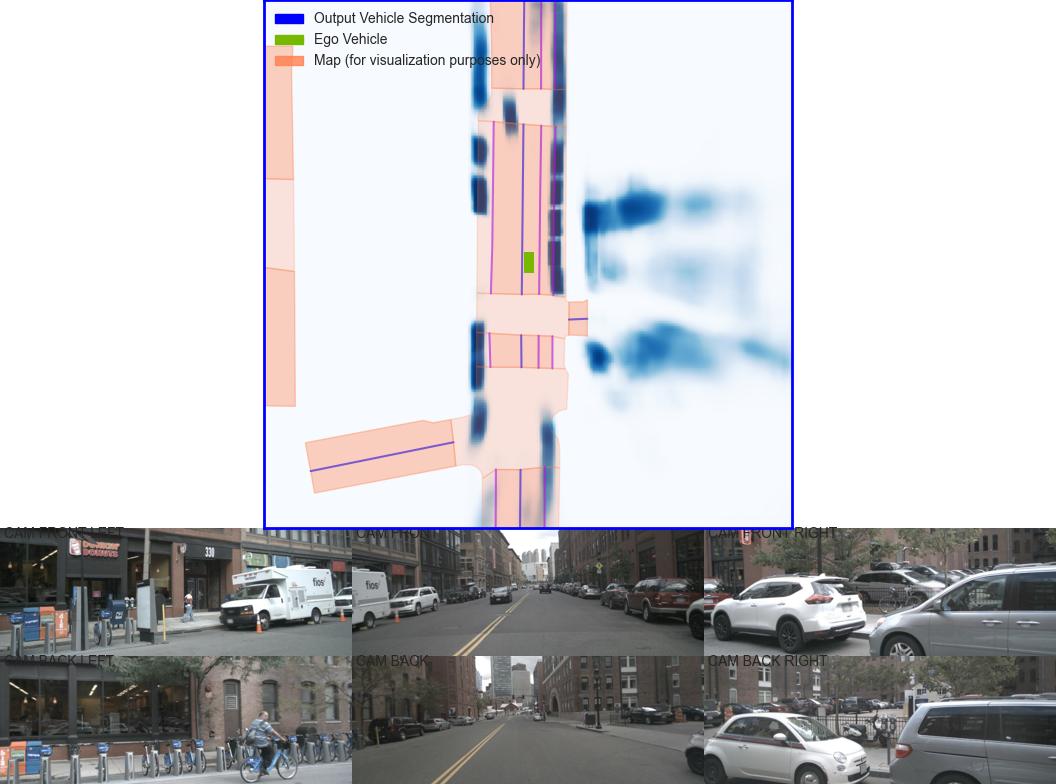 Output Vehicle Segmentation
Ego Vehicle
Map (for visualization purposes only)
CAM FRONT LEFT
CAM FRONT
CAM FRONT RIGHT
DUNKIN'
DONUTS
330
fios
fios
CAM BACK LEFT
CAM BACK
CAM BACK RIGHT